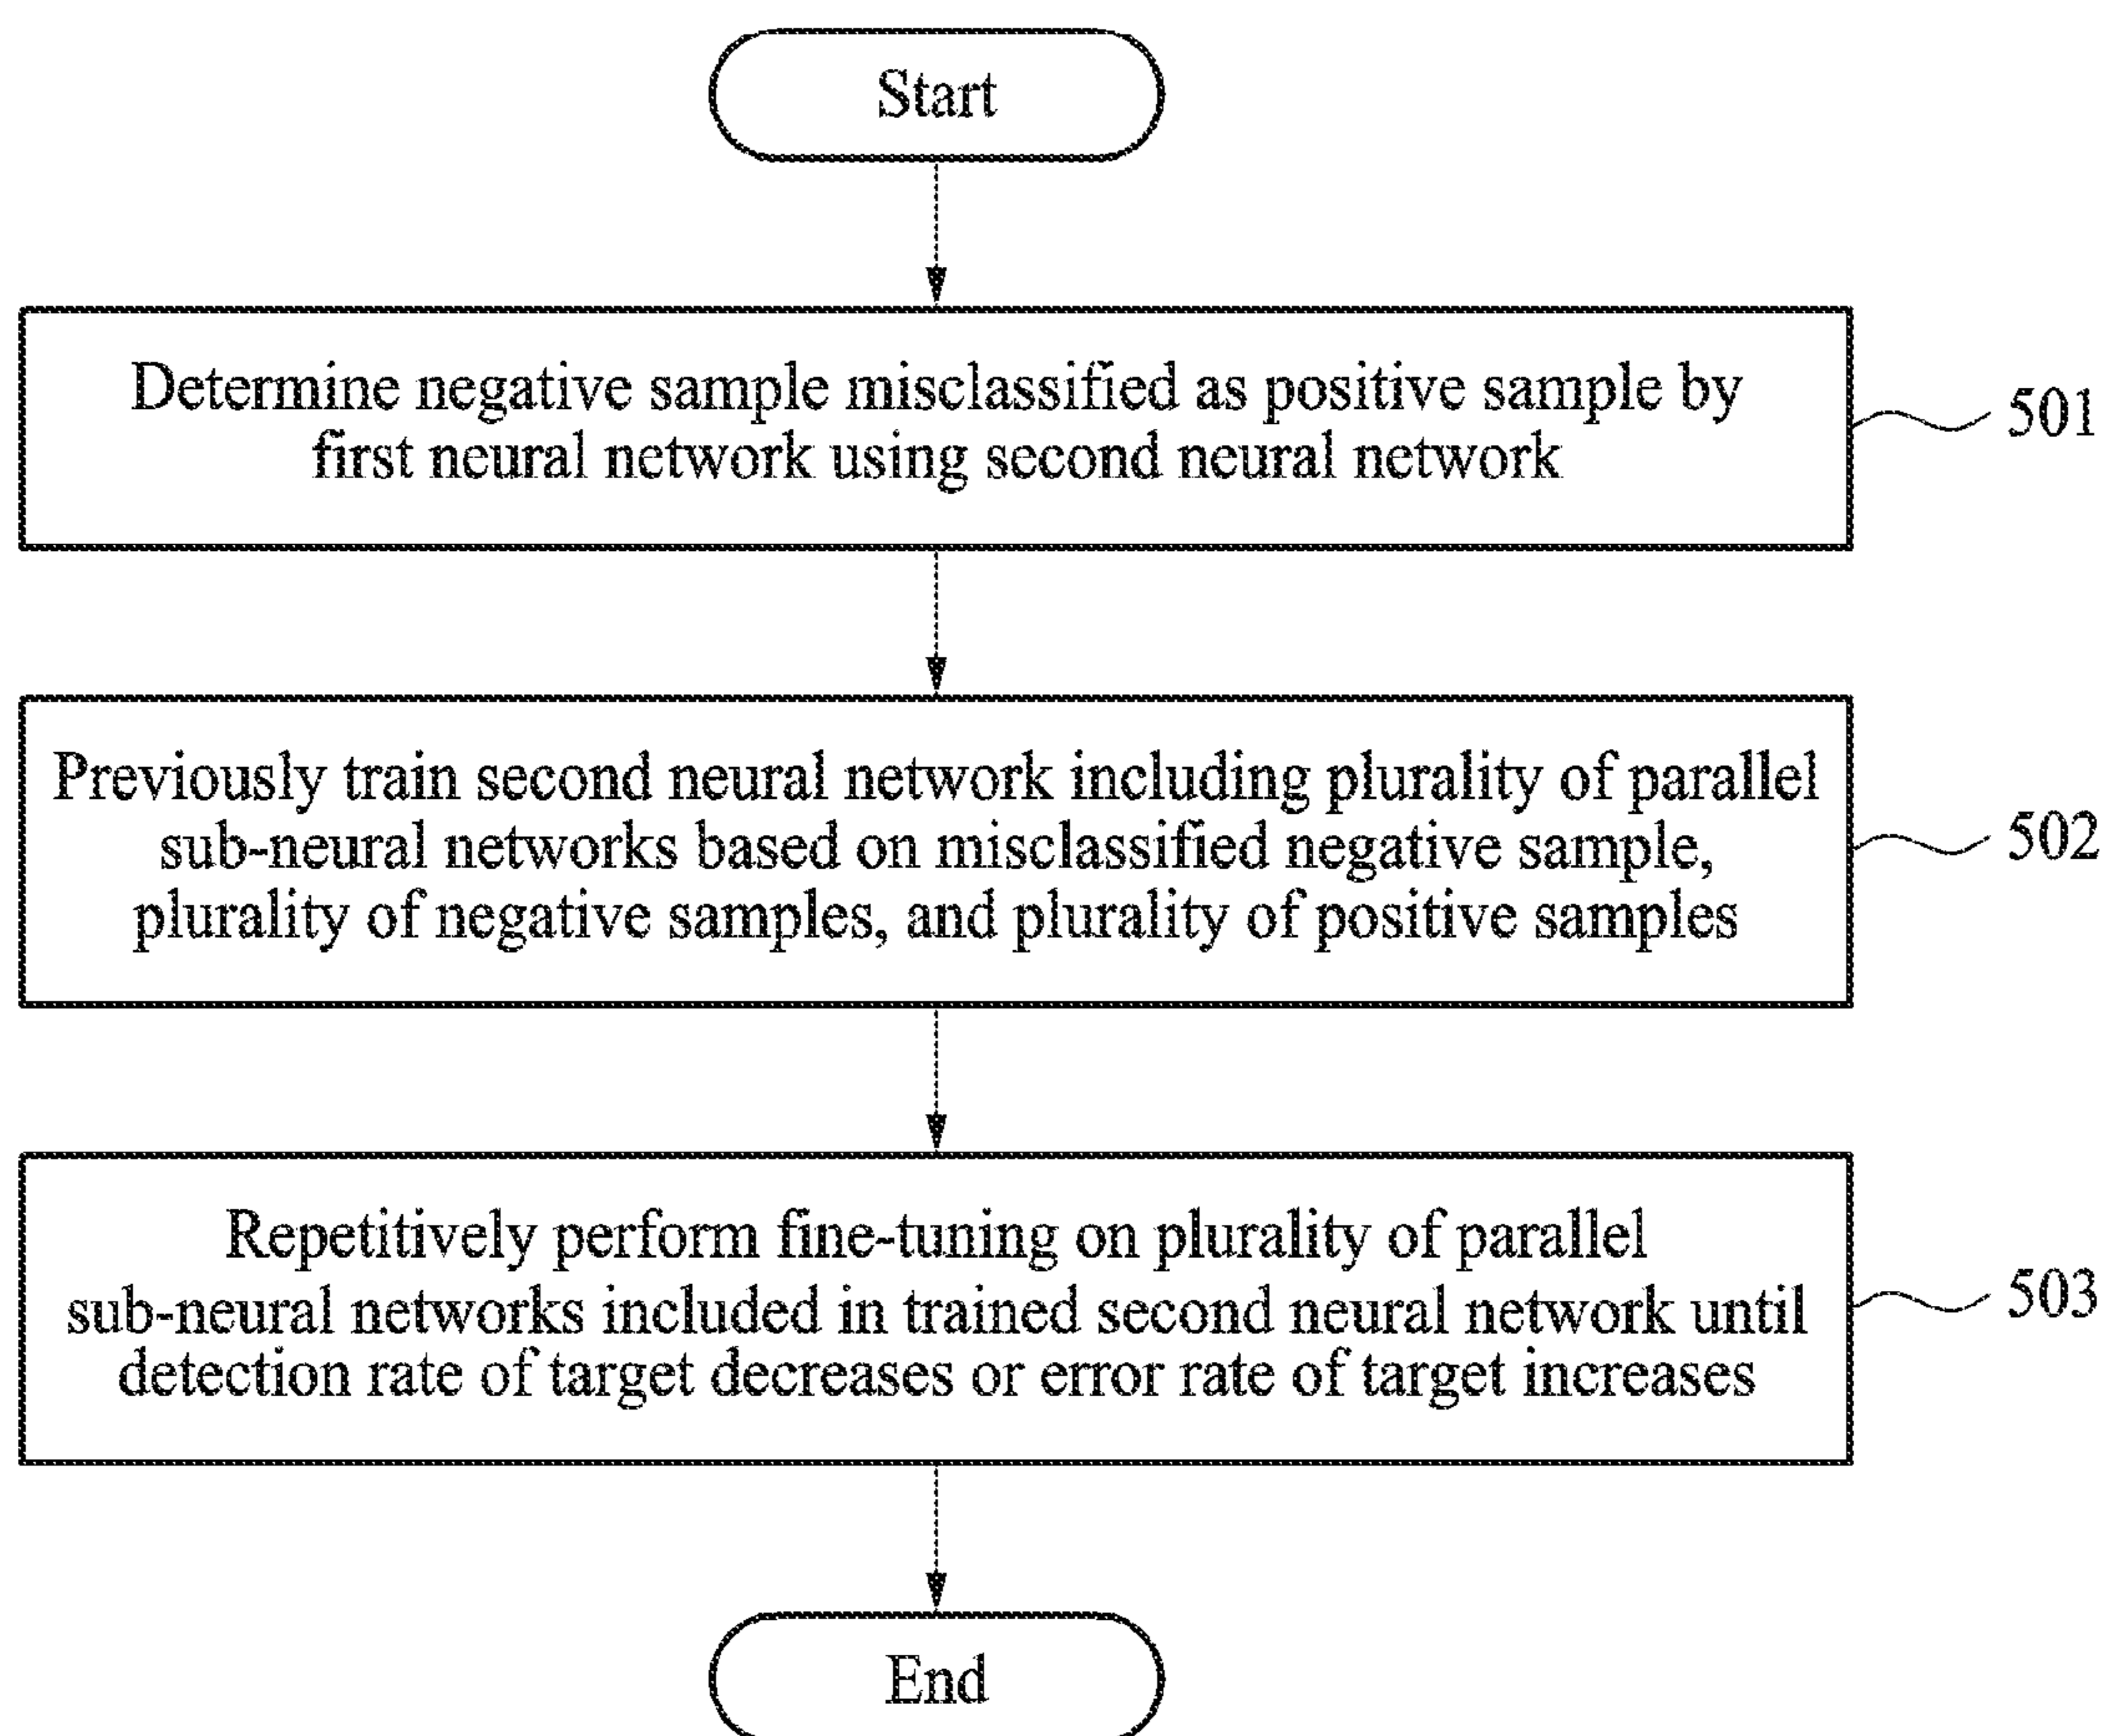 Start
Determine negative sample misclassified as positive sample by
first neural network using second neural network
501
Previously train second neural network including plurality of parallel
sub-neural networks based on misclassified negative sample,
plurality of negative samples, and plurality of positive samples
502
Repetitively perform fine-tuning on plurality of parallel
sub-neural networks included in trained second neural network until
detection rate of target decreases or error rate of target increases
503
End